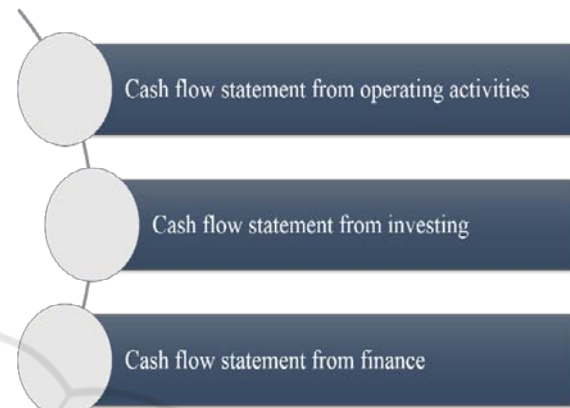 Cash flow statement from operating activities
Cash flow statement from investing
Cash flow statement from finance